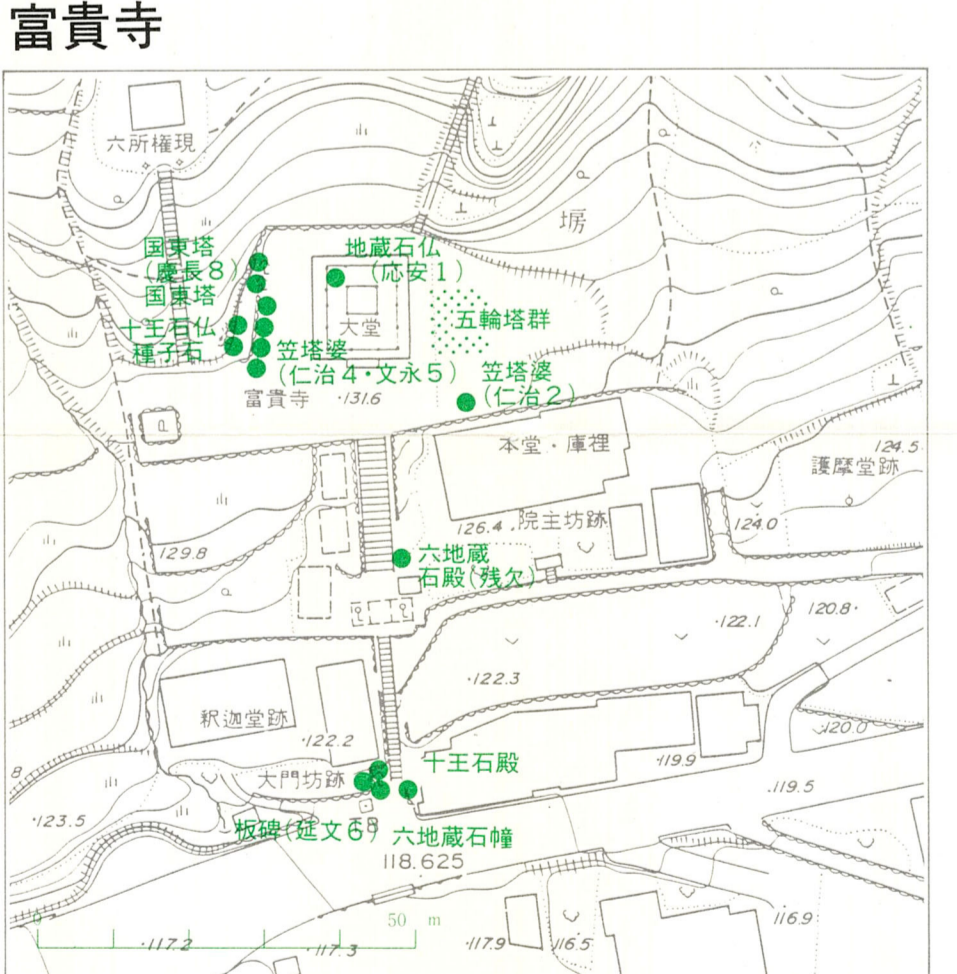 富貴寺
六所権現
坊
国東塔
(慶長8)
地蔵石仏
(応安1)
国東塔
十王石仏
大堂
五輪塔群
種子石
笠塔婆
(仁治4・文永5)
笠塔婆
(仁治2)
富貴寺
・131.6
本堂・庫裡
124.5
護摩堂跡
126.4
院主坊跡
124.0
129.8
六地蔵
石殿(残欠)
120.8・
・122.1
・122.3
釈迦堂跡
・122.2
・120.0
十王石殿
・119.9
大門坊跡
.119.5
8
・123.5
板碑(延文6)
六地蔵石幢
118.625
0
50 m
・117.2
・117.3
・117.9
116.5
116.9